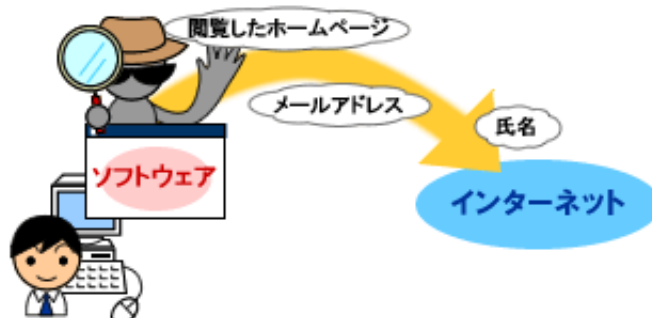 閲覧したホームページ
メールアドレス
氏名
ソフトウェア
インターネット